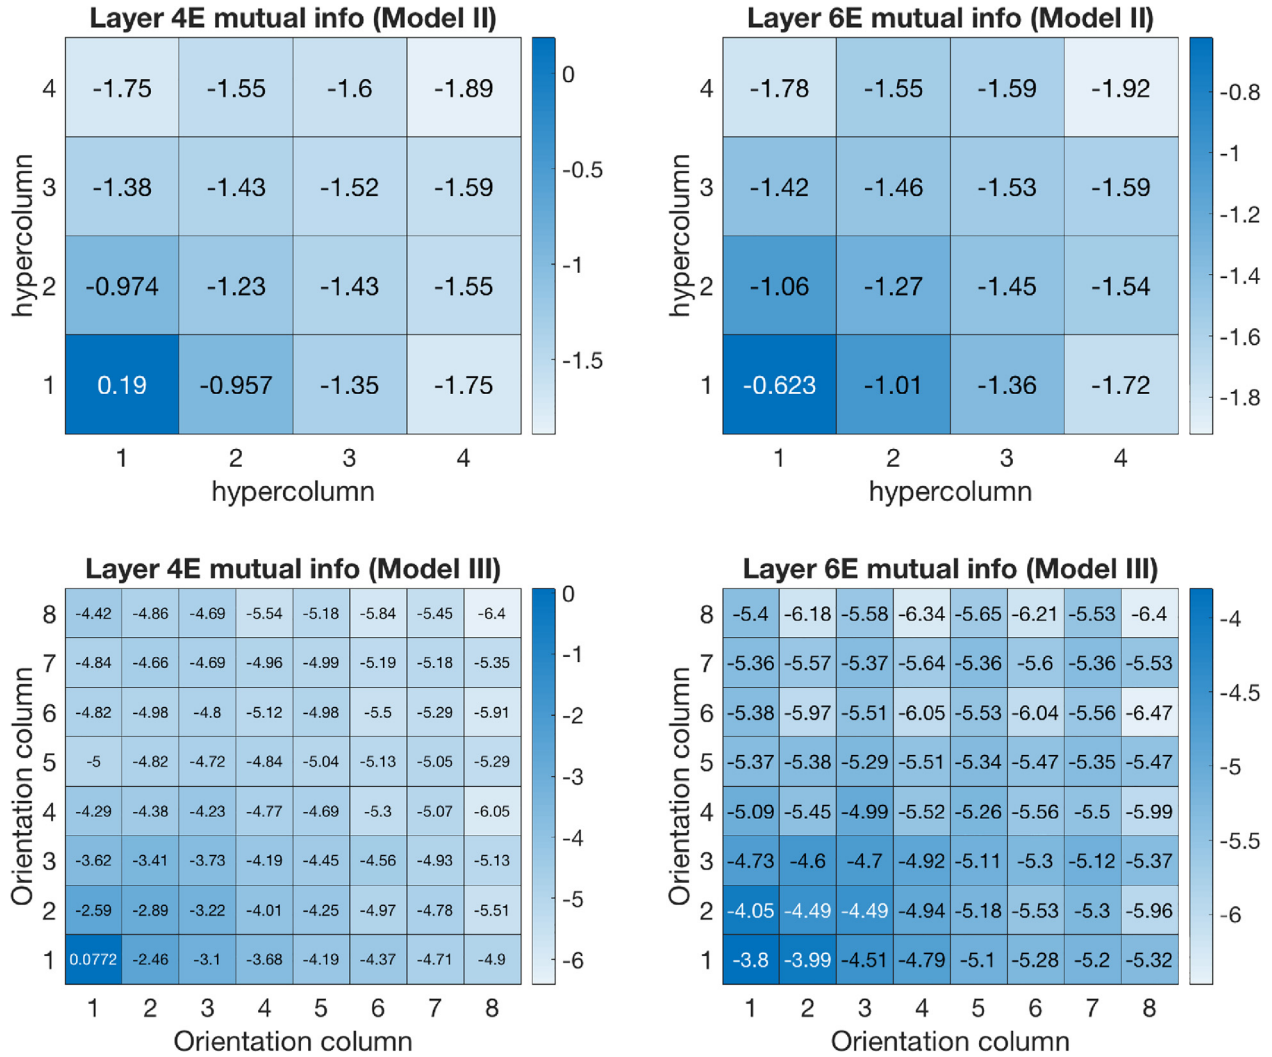 Layer 4E mutual info (Model II)
4 -1.75 -1.55 -1.6 -1.89
3 -1.38 -1.43 -1.52 -1.59
2 -0.974 -1.23 -1.43 -1.55
1 0.19 -0.957 -1.35 -1.75
1 2 3 4
hypercolumn
hypercolumn
0
-0.5
-1
-1.5
Layer 6E mutual info (Model II)
4 -1.78 -1.55 -1.59 -1.92
3 -1.42 -1.46 -1.53 -1.59
2 -1.06 -1.27 -1.45 -1.54
1 -0.623 -1.01 -1.36 -1.72
1 2 3 4
hypercolumn
hypercolumn
-0.8
-1
-1.2
-1.4
-1.6
-1.8
Layer 4E mutual info (Model III)
8 -4.42 -4.86 -4.69 -5.54 -5.18 -5.84 -5.45 -6.4
7 -4.84 -4.66 -4.69 -4.96 -4.99 -5.19 -5.18 -5.35
6 -4.82 -4.98 -4.8 -5.12 -4.98 -5.5 -5.29 -5.91
5 -5 -4.82 -4.72 -4.84 -5.04 -5.13 -5.05 -5.29
4 -4.29 -4.38 -4.23 -4.77 -4.69 -5.3 -5.07 -6.05
3 -3.62 -3.41 -3.73 -4.19 -4.45 -4.56 -4.93 -5.13
2 -2.59 -2.89 -3.22 -4.01 -4.25 -4.97 -4.78 -5.51
1 0.0772 -2.46 -3.1 -3.68 -4.19 -4.37 -4.71 -4.9
1 2 3 4 5 6 7 8
Orientation column
Orientation column
0
-1
-2
-3
-4
-5
-6
Layer 6E mutual info (Model III)
8 -5.4 -6.18 -5.58 -6.34 -5.65 -6.21 -5.53 -6.4
7 -5.36 -5.57 -5.37 -5.64 -5.36 -5.6 -5.36 -5.53
6 -5.38 -5.97 -5.51 -6.05 -5.53 -6.04 -5.56 -6.47
5 -5.37 -5.38 -5.29 -5.51 -5.34 -5.47 -5.35 -5.47
4 -5.09 -5.45 -4.99 -5.52 -5.26 -5.56 -5.5 -5.99
3 -4.73 -4.6 -4.7 -4.92 -5.11 -5.3 -5.12 -5.37
2 -4.05 -4.49 -4.49 -4.94 -5.18 -5.53 -5.3 -5.96
1 -3.8 -3.99 -4.51 -4.79 -5.1 -5.28 -5.2 -5.32
1 2 3 4 5 6 7 8
Orientation column
Orientation column
-4
-4.5
-5
-5.5
-6